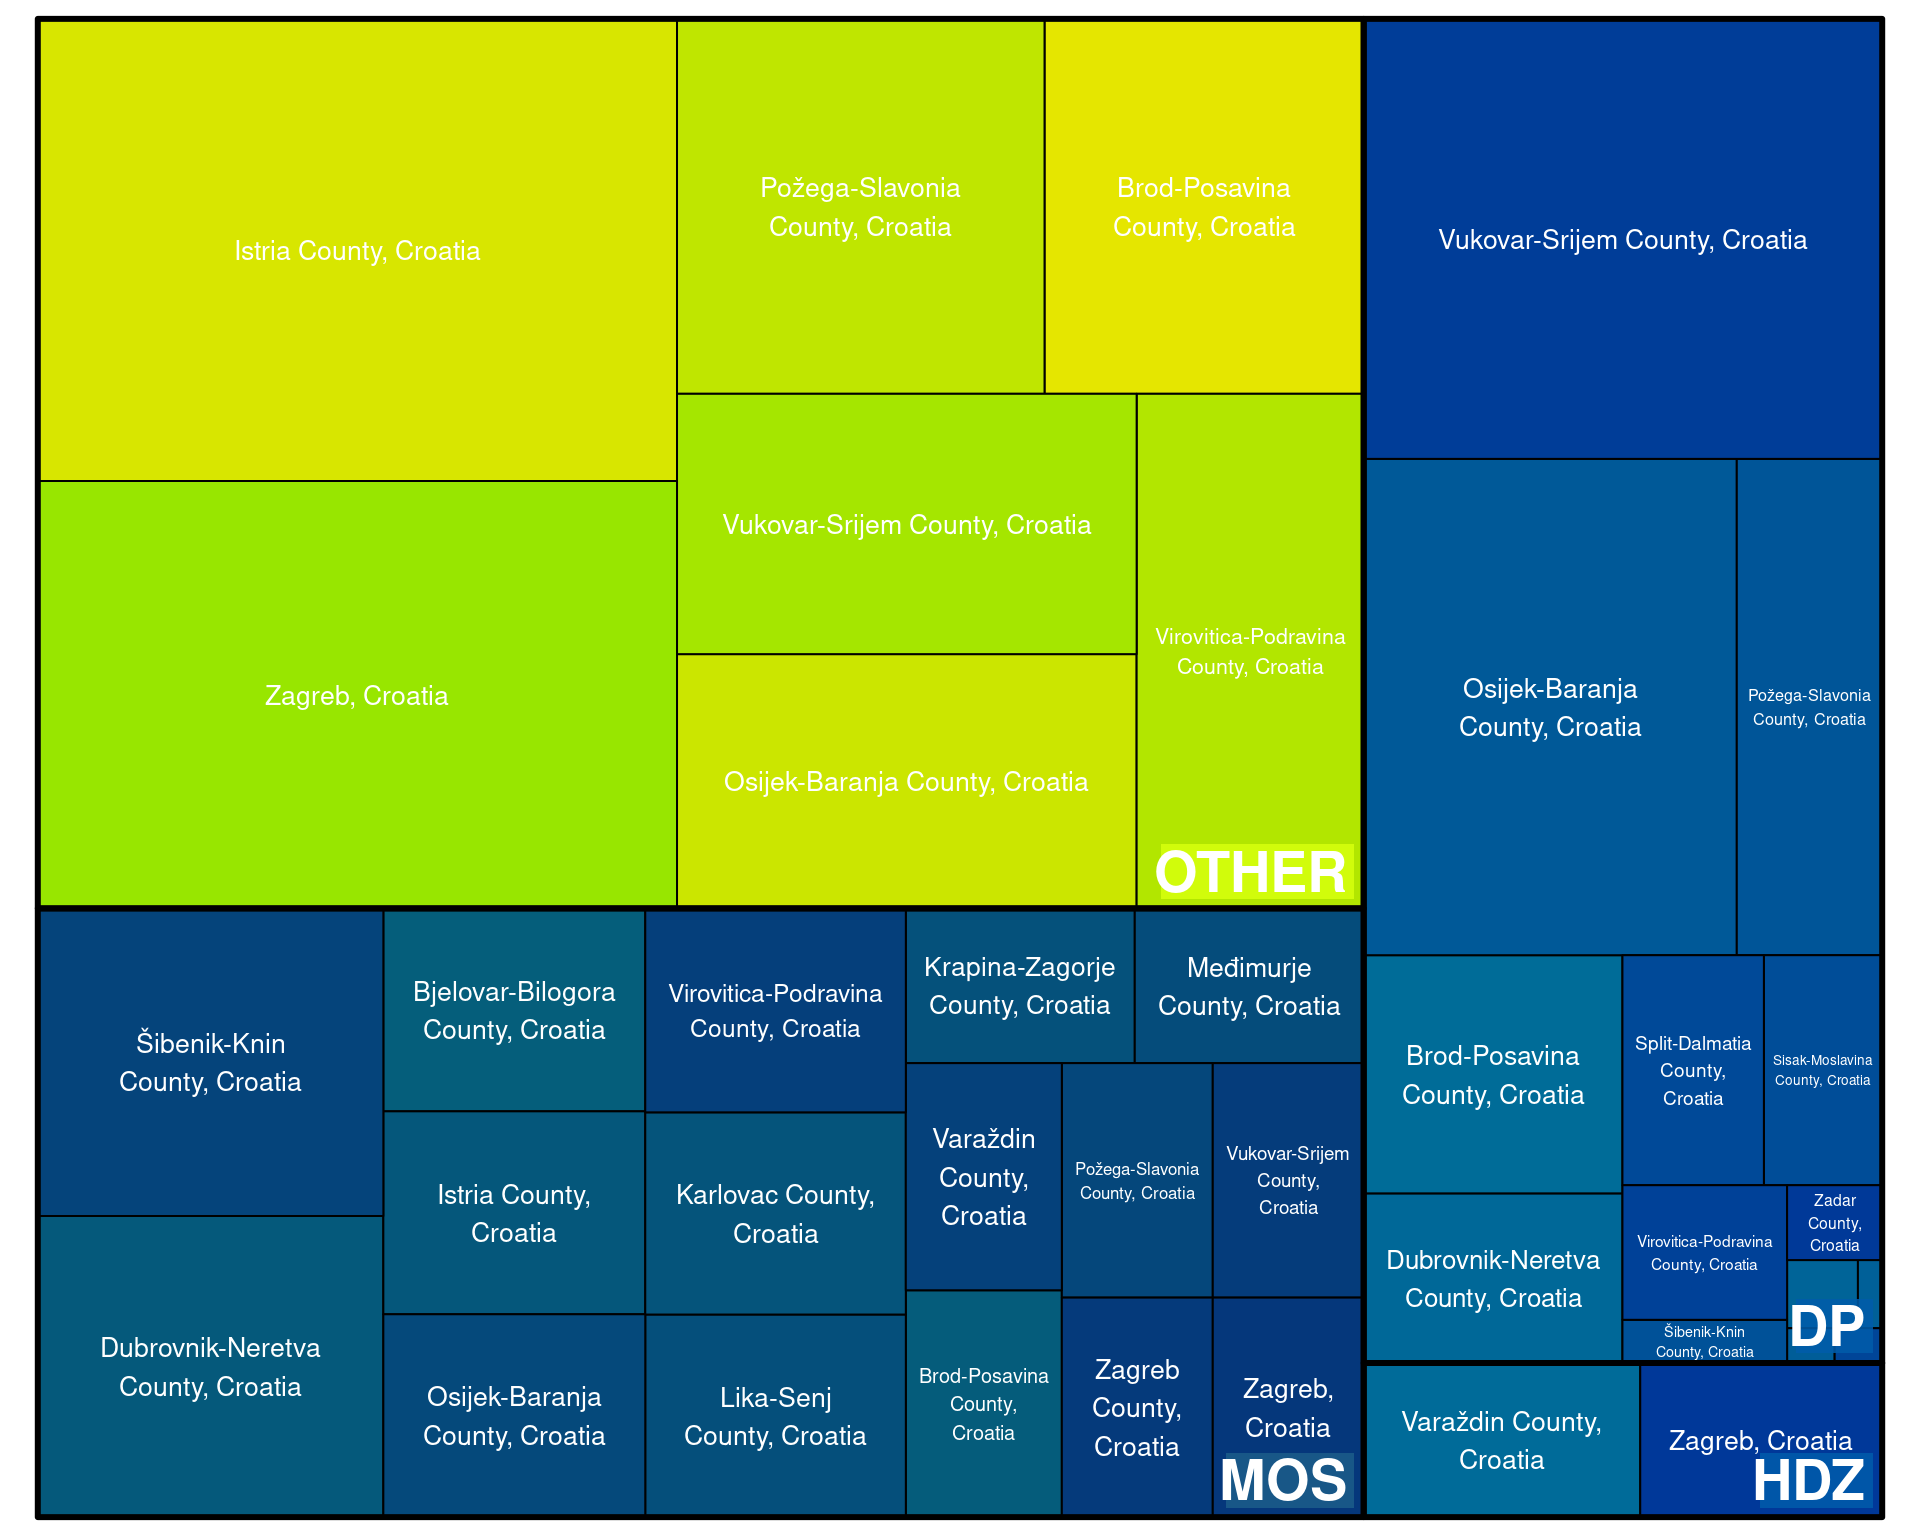 Istria County, Croatia
Požega-Slavonia
County, Croatia
Brod-Posavina
County, Croatia
Zagreb, Croatia
Vukovar-Srijem County, Croatia
Osijek-Baranja County, Croatia
Virovitica-Podravina
County, Croatia
OTHER
Šibenik-Knin
County, Croatia
Dubrovnik-Neretva
County, Croatia
Bjelovar-Bilogora
County, Croatia
Istria County,
Croatia
Osijek-Baranja
County, Croatia
Virovitica-Podravina
County, Croatia
Karlovac County,
Croatia
Lika-Senj
County, Croatia
Krapina-Zagorje
County, Croatia
Međimurje
County, Croatia
Varaždin
County,
Croatia
Požega-Slavonia
County, Croatia
Vukovar-Srijem
County,
Croatia
Brod-Posavina
County,
Croatia
Zagreb
County,
Croatia
Zagreb,
Croatia
MOS
Vukovar-Srijem County, Croatia
Osijek-Baranja
County, Croatia
Požega-Slavonia
County, Croatia
Brod-Posavina
County, Croatia
Split-Dalmatia
County,
Croatia
Sisak-Moslavina
County, Croatia
Dubrovnik-Neretva
County, Croatia
Virovitica-Podravina
County, Croatia
Zadar
County,
Croatia
Šibenik-Knin
County, Croatia
DP
Varaždin County,
Croatia
Zagreb, Croatia
HDZ